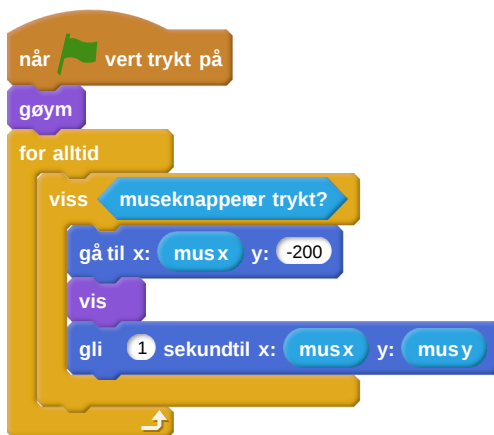 når vert trykt på
gøym
for alltid
viss museknappen er trykt?
gå til x: mus x y: -200
vis
gli 1 sekund til x: mus x y: mus y